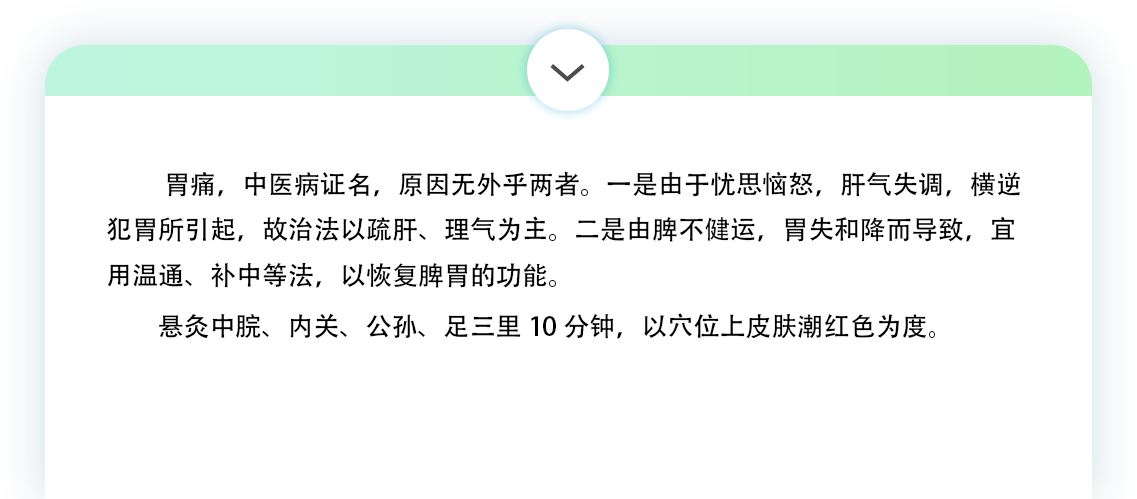 胃痛，中医病证名，原因无外乎两者。一是由于忧思恼怒，肝气失调，横逆
犯胃所引起，故治法以疏肝、理气为主。二是由脾不健运，胃失和降而导致，宜
用温通、补中等法，以恢复脾胃的功能。
悬灸中脘、内关、公孙、足三里 10 分钟，以穴位上皮肤潮红色为度。